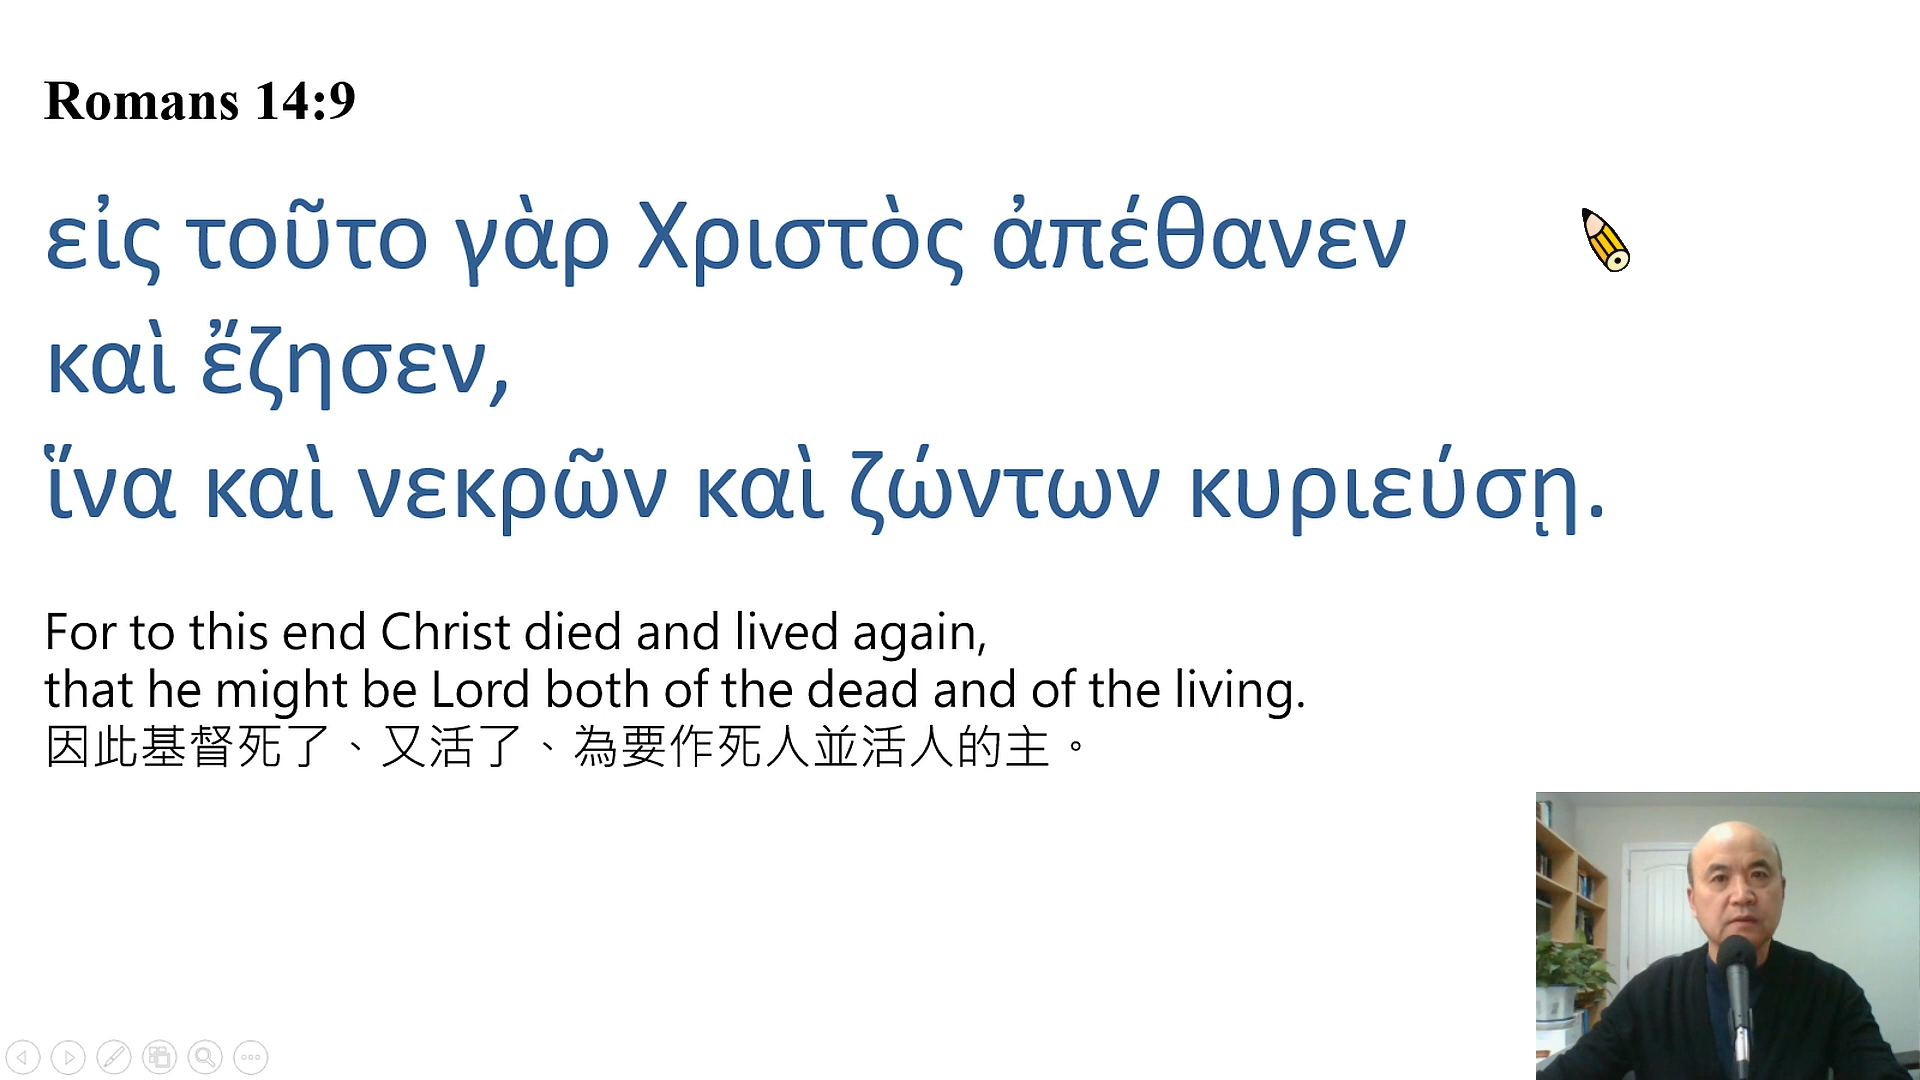 Romans 14:9
εἰς τοῦτο γὰρ Χριστὸς ἀπέθανεν
καὶ ἔζησεν,
ἵνα καὶ νεκρῶν καὶ ζώντων κυριεύσῃ.
For to this end Christ died and lived again,
that he might be Lord both of the dead and of the living.
因此基督死了、又活了、為要作死人並活人的主。